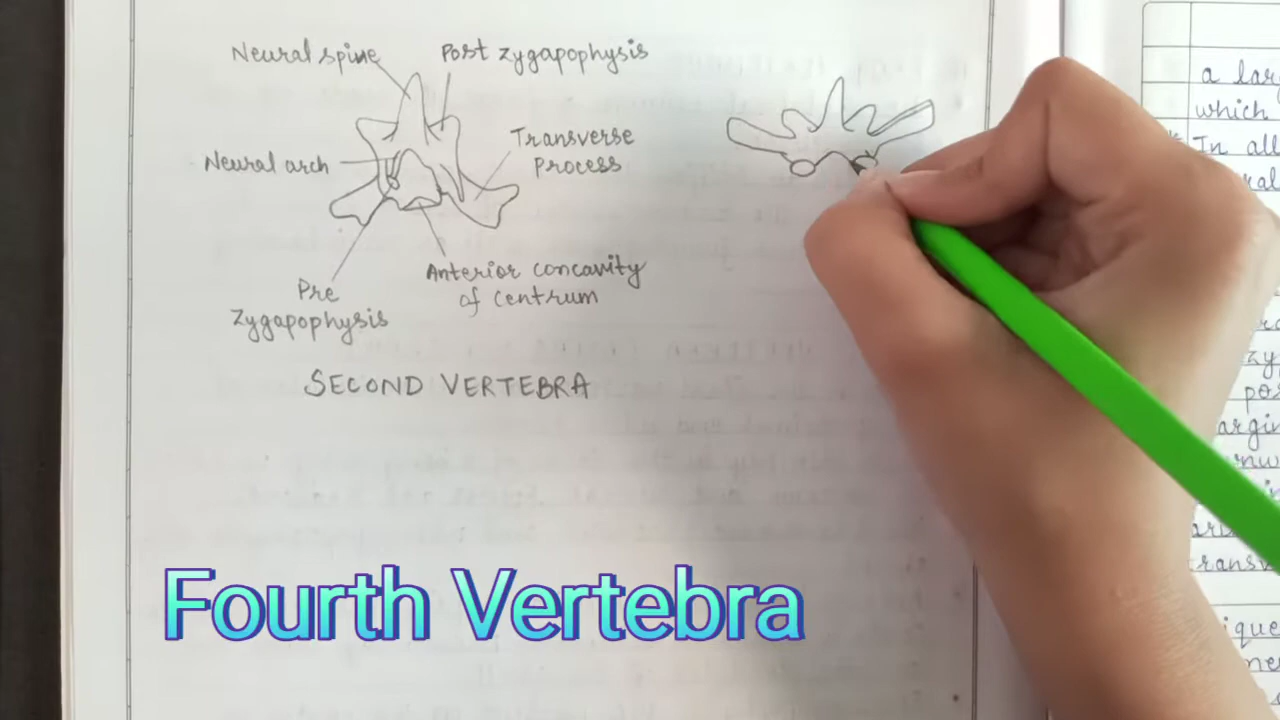 Neural spine
Post zygapophysis
Transverse
Process
Neural arch
Anterior concavity
of centrum
Pre
zygapophysis
SECOND VERTEBRA
Fourth Vertebra
a
which
In all